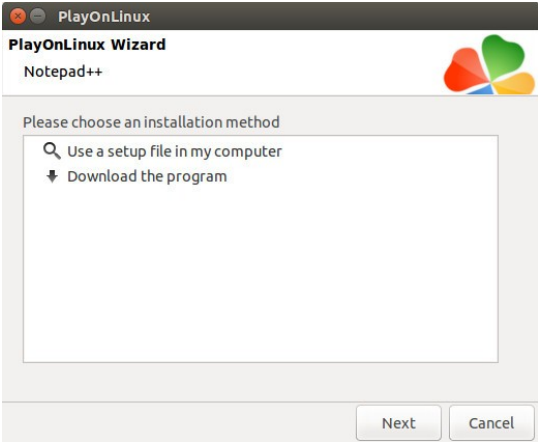 PlayOnLinux
PlayOnLinux Wizard
Notepad++
Please choose an installation method
Use a setup file in my computer
Download the program
Next
Cancel